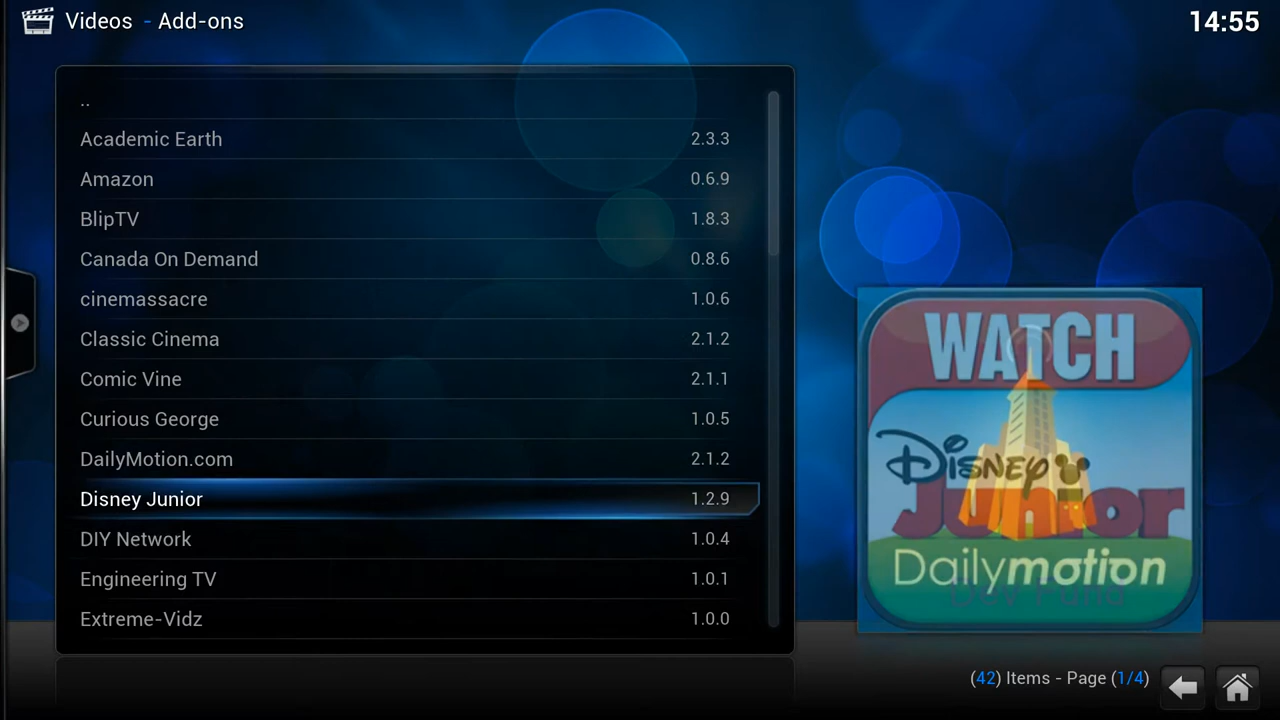 Videos - Add-ons
14:55
..
Academic Earth 2.3.3
Amazon 0.6.9
BlipTV 1.8.3
Canada On Demand 0.8.6
cinemassacre 1.0.6
Classic Cinema 2.1.2
Comic Vine 2.1.1
Curious George 1.0.5
DailyMotion.com 2.1.2
Disney Junior 1.2.9
DIY Network 1.0.4
Engineering TV 1.0.1
Extreme-Vidz 1.0.0
WATCH
Disney
Junior
Dailymotion
Dev Fund
(42) Items - Page (1/4)